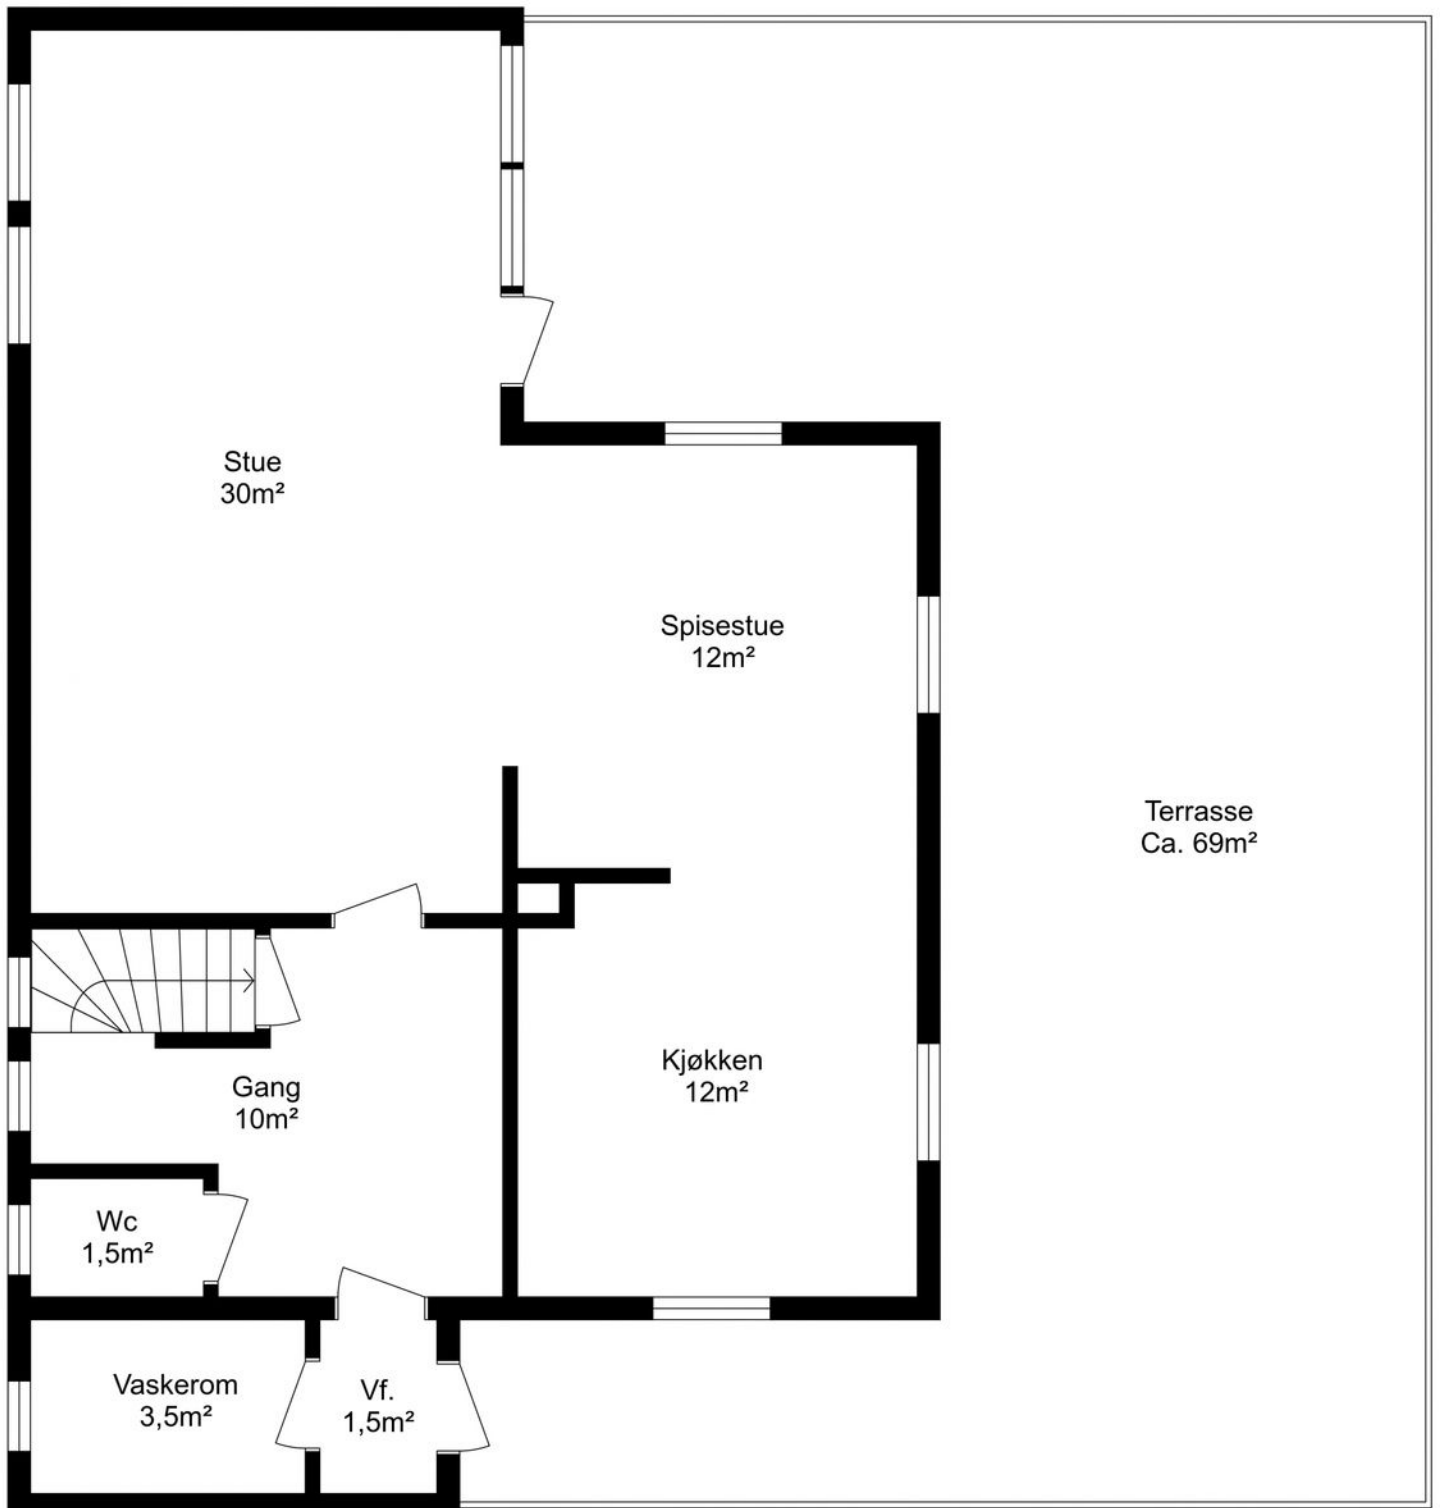 Stue
30m²
Spisestue
12m²
Terrasse
Ca. 69m²
Kjøkken
12m²
Gang
10m²
Wc
1,5m²
Vaskerom
3,5m²
Vf.
1,5m²